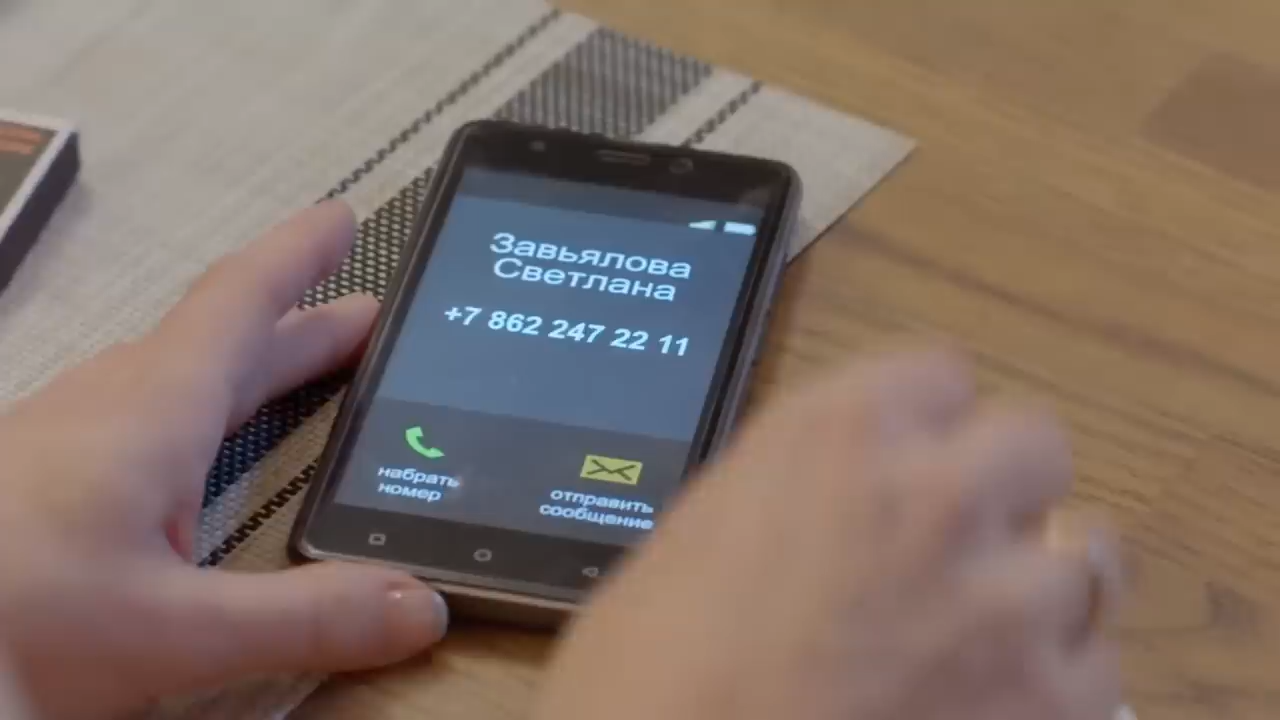 Завьялова
Светлана
+7 862 247 22 11
набрать
номер
отправить
сообщение